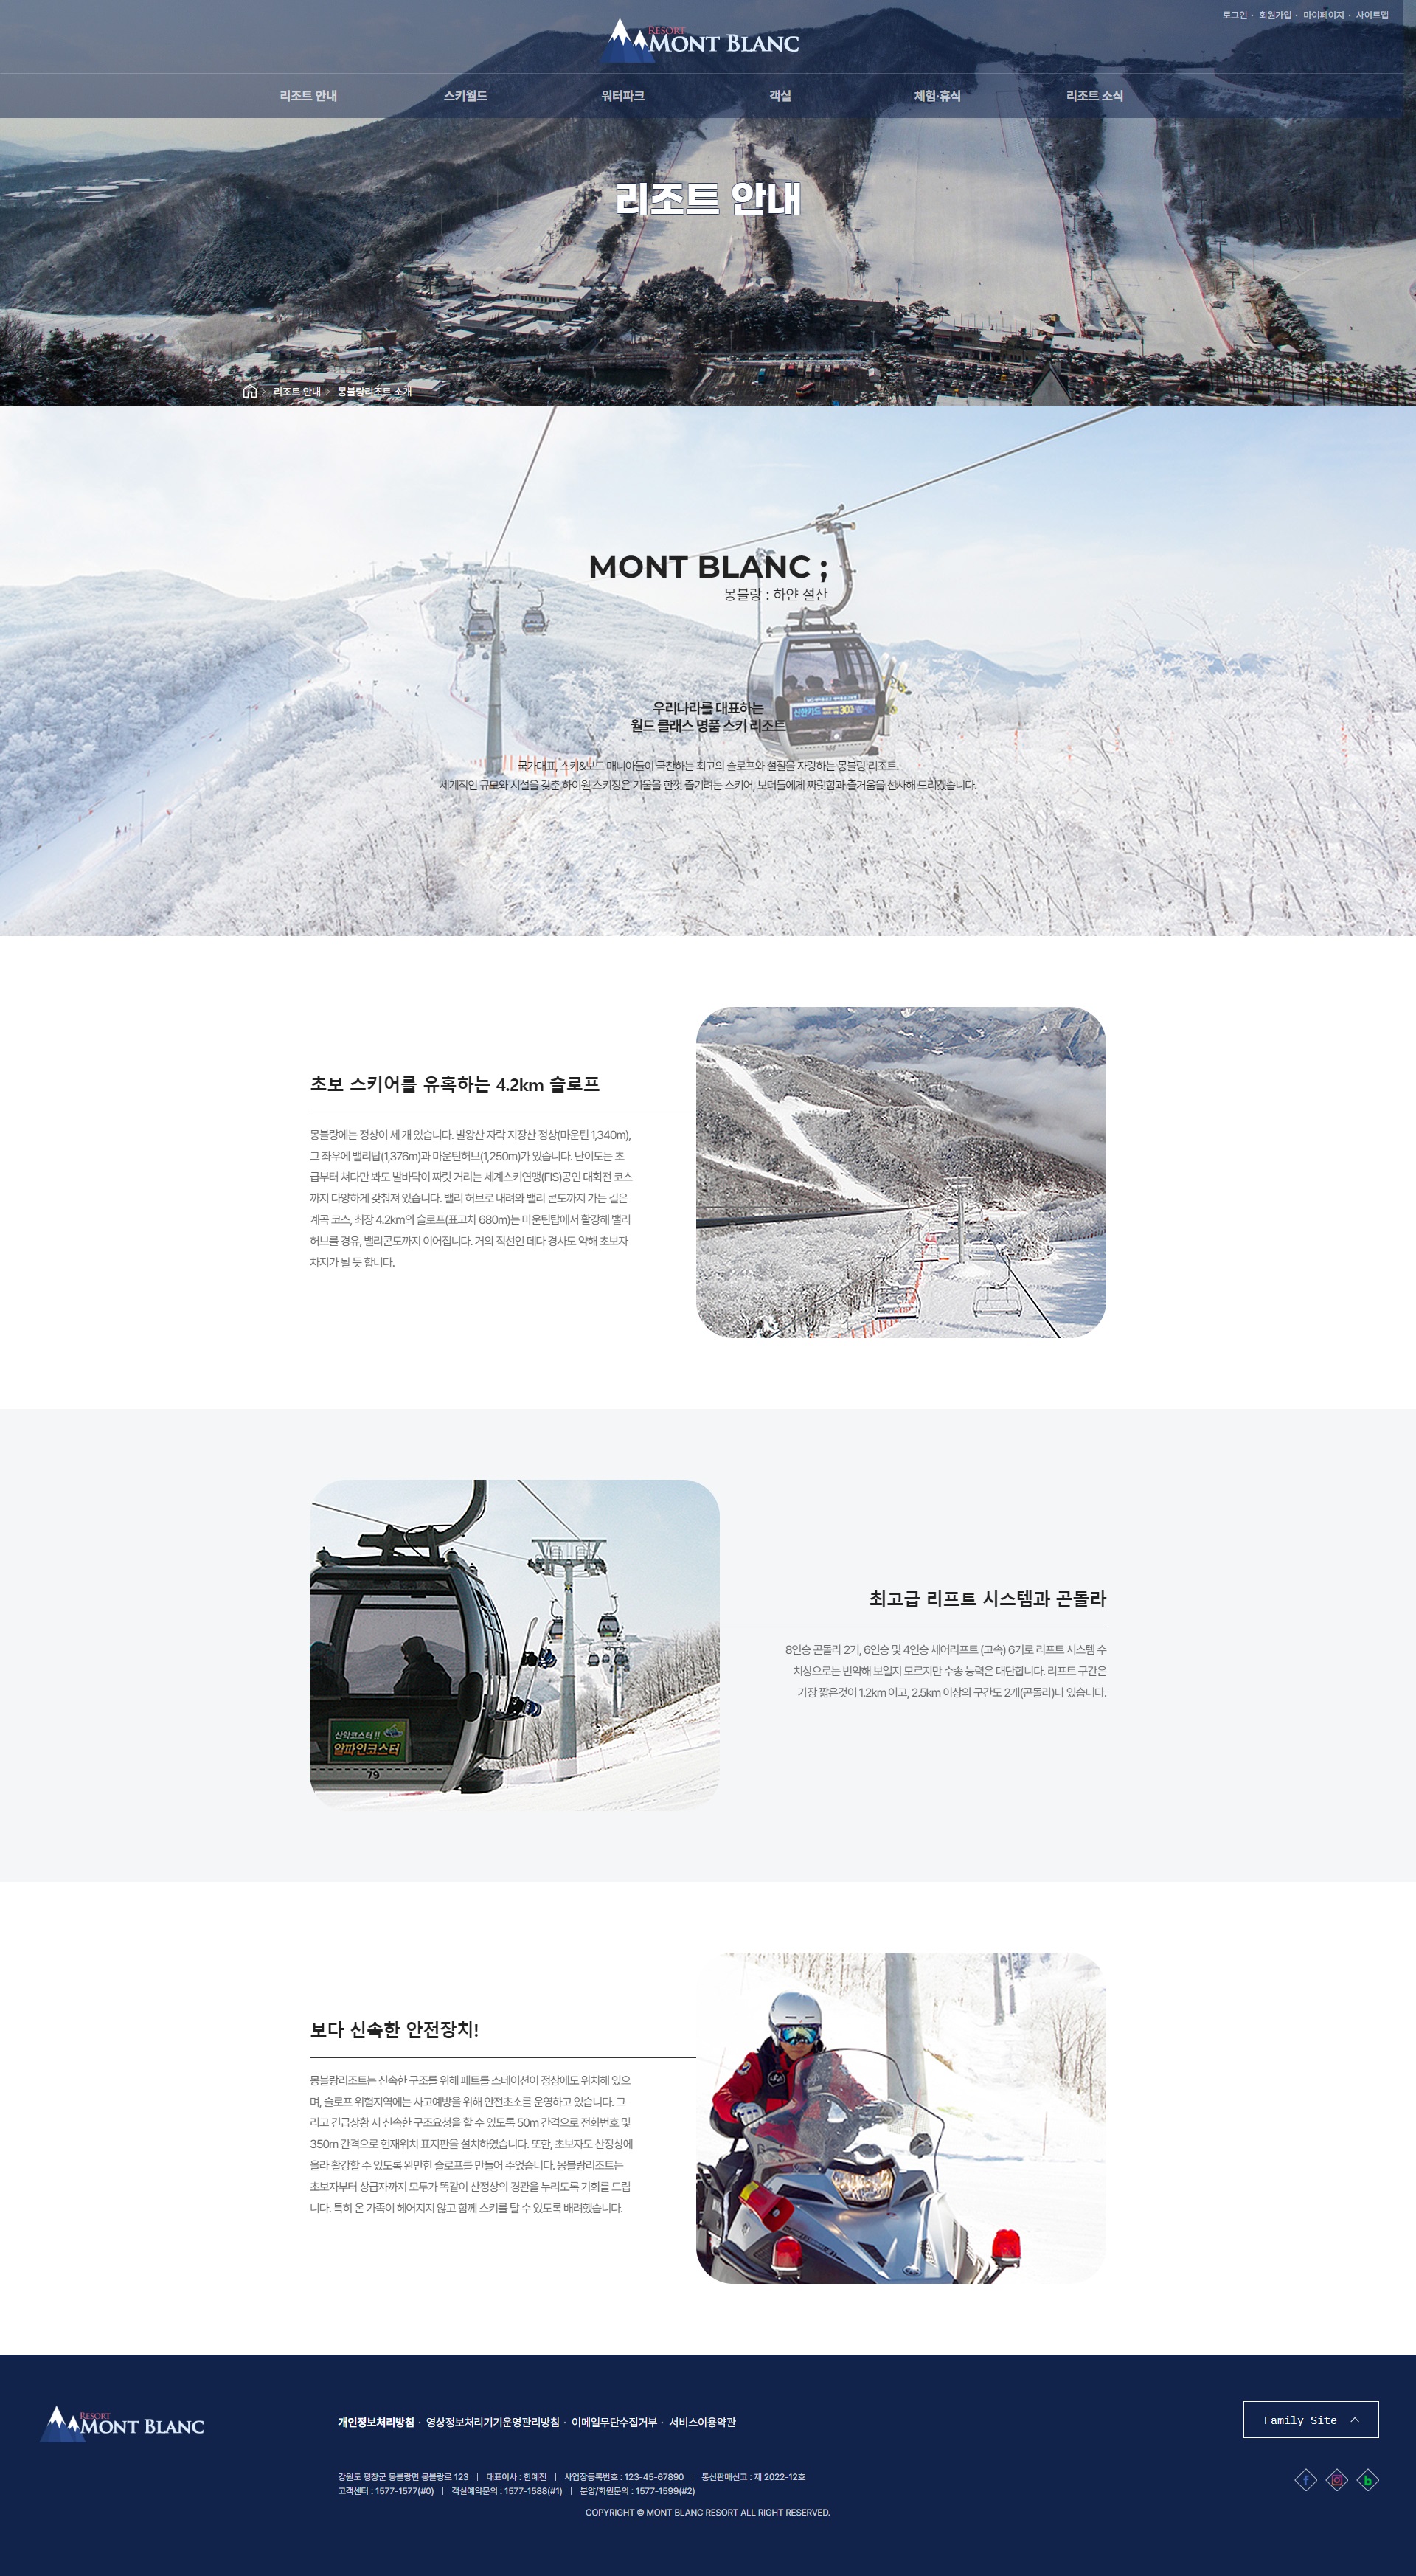 로그인 · 회원가입 · 마이페이지 · 사이트맵
RESORT
MONT BLANC
리조트 안내 스키월드 워터파크 객실 체험·휴식 리조트 소식
리조트 안내
리조트 안내 > 몽블랑리조트 소개
MONT BLANC ;
몽블랑 : 하얀 설산
우리나라를 대표하는
월드 클래스 명품 스키 리조트
국가대표, 스키&보드 매니아들이 극찬하는 최고의 슬로프와 설질을 자랑하는 몽블랑 리조트.
세계적인 규모와 시설을 갖춘 하이원 스키장은 겨울을 한껏 즐기려는 스키어, 보더들에게 짜릿함과 즐거움을 선사해 드리겠습니다.
초보 스키어를 유혹하는 4.2km 슬로프
몽블랑에는 정상이 세 개 있습니다. 발왕산 자락 지장산 정상(마운틴 1,340m),
그 좌우에 밸리탑(1,376m)과 마운틴허브(1,250m)가 있습니다. 난이도는 초
급부터 쳐다만 봐도 발바닥이 짜릿 거리는 세계스키연맹(FIS)공인 대회전 코스
까지 다양하게 갖춰져 있습니다. 밸리 허브로 내려와 밸리 콘도까지 가는 길은
계곡 코스, 최장 4.2km의 슬로프(표고차 680m)는 마운틴탑에서 활강해 밸리
허브를 경유, 밸리콘도까지 이어집니다. 거의 직선인 데다 경사도 약해 초보자
차지가 될 듯 합니다.
산악코스터!!
알파인코스터
79
최고급 리프트 시스템과 곤돌라
8인승 곤돌라 2기, 6인승 및 4인승 체어리프트 (고속) 6기로 리프트 시스템 수
치상으로는 빈약해 보일지 모르지만 수송 능력은 대단합니다. 리프트 구간은
가장 짧은것이 1.2km 이고, 2.5km 이상의 구간도 2개(곤돌라)나 있습니다.
보다 신속한 안전장치!
몽블랑리조트는 신속한 구조를 위해 패트롤 스테이션이 정상에도 위치해 있으
며, 슬로프 위험지역에는 사고예방을 위해 안전초소를 운영하고 있습니다. 그
리고 긴급상황 시 신속한 구조요청을 할 수 있도록 50m 간격으로 전화번호 및
350m 간격으로 현재위치 표지판을 설치하였습니다. 또한, 초보자도 산정상에
올라 활강할 수 있도록 완만한 슬로프를 만들어 주었습니다. 몽블랑리조트는
초보자부터 상급자까지 모두가 똑같이 산정상의 경관을 누리도록 기회를 드립
니다. 특히 온 가족이 헤어지지 않고 함께 스키를 탈 수 있도록 배려했습니다.
RESORT
MONT BLANC
개인정보처리방침 · 영상정보처리기기운영관리방침 · 이메일무단수집거부 · 서비스이용약관
Family Site
강원도 평창군 몽블랑면 몽블랑로 123 | 대표이사 : 한예진 | 사업장등록번호 : 123-45-67890 | 통신판매신고 : 제 2022-12호
고객센터 : 1577-1577(#0) | 객실예약문의 : 1577-1588(#1) | 분양/회원문의 : 1577-1599(#2)
COPYRIGHT © MONT BLANC RESORT ALL RIGHT RESERVED.